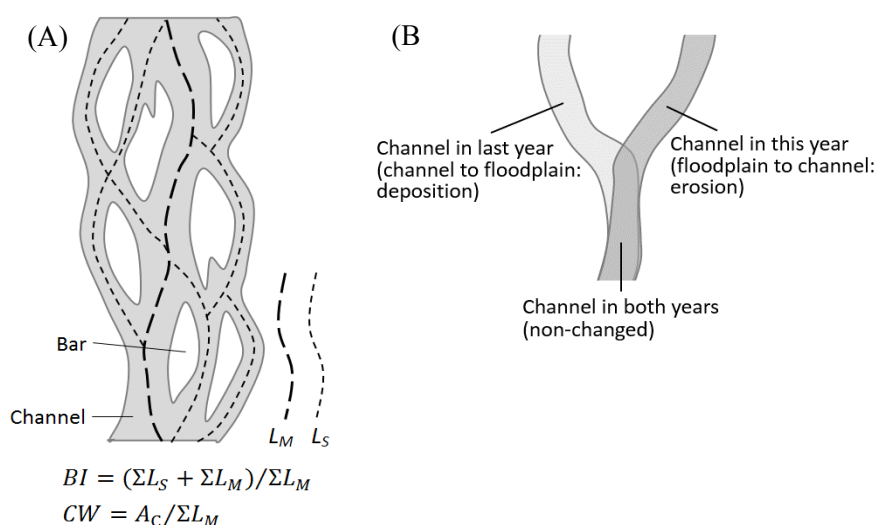 (A)
Bar
Channel
L_M
L_S
BI = (ΣL_S + ΣL_M)/ΣL_M
CW = A_C/ΣL_M
(B)
Channel in last year
(channel to floodplain:
deposition)
Channel in this year
(floodplain to channel:
erosion)
Channel in both years
(non-changed)